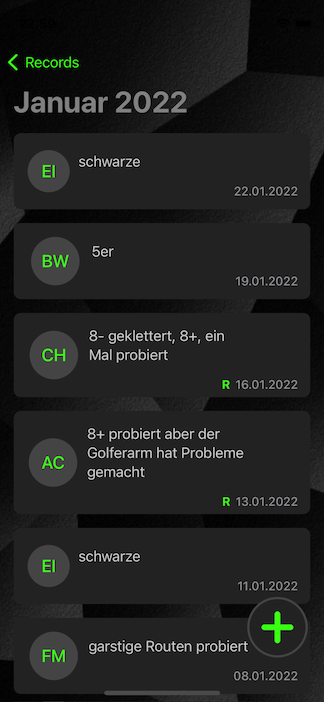 Records
Januar 2022
EI
schwarze
22.01.2022
BW
5er
19.01.2022
CH
8- geklettert, 8+, ein
Mal probiert
R 16.01.2022
AC
8+ probiert aber der
Golferarm hat Probleme
gemacht
R 13.01.2022
EI
schwarze
11.01.2022
FM
garstige Routen probiert
08.01.2022